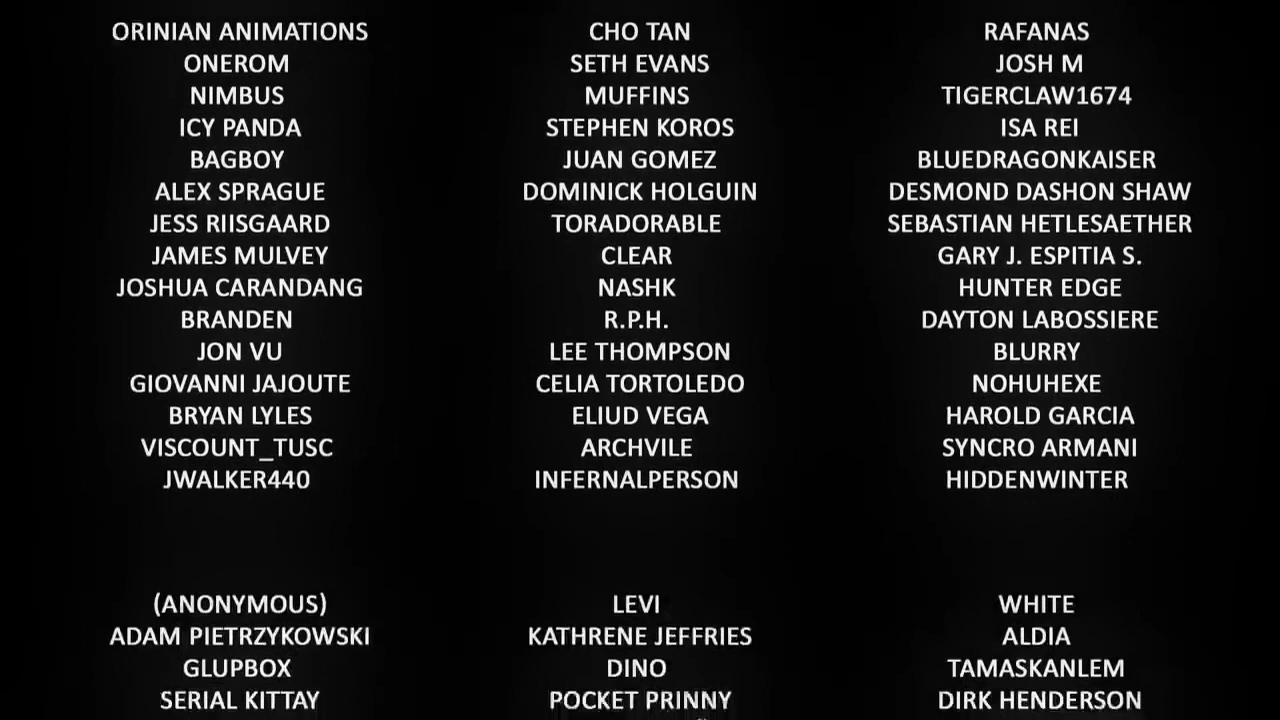 ORINIAN ANIMATIONS
ONEROM
NIMBUS
ICY PANDA
BAGBOY
ALEX SPRAGUE
JESS RIISGAARD
JAMES MULVEY
JOSHUA CARANDANG
BRANDEN
JON VU
GIOVANNI JAJOUTE
BRYAN LYLES
VISCOUNT_TUSC
JWALKER440
CHO TAN
SETH EVANS
MUFFINS
STEPHEN KOROS
JUAN GOMEZ
DOMINICK HOLGUIN
TORADORABLE
CLEAR
NASHK
R.P.H.
LEE THOMPSON
CELIA TORTOLEDO
ELIUD VEGA
ARCHVILE
INFERNALPERSON
RAFANAS
JOSH M
TIGERCLAW1674
ISA REI
BLUEDRAGONKAISER
DESMOND DASHON SHAW
SEBASTIAN HETLESAETHER
GARY J. ESPITIA S.
HUNTER EDGE
DAYTON LABOSSIERE
BLURRY
NOHUHEXE
HAROLD GARCIA
SYNCRO ARMANI
HIDDENWINTER
(ANONYMOUS)
ADAM PIETRZYKOWSKI
GLUPBOX
SERIAL KITTAY
LEVI
KATHRENE JEFFRIES
DINO
POCKET PRINNY
WHITE
ALDIA
TAMASKANLEM
DIRK HENDERSON